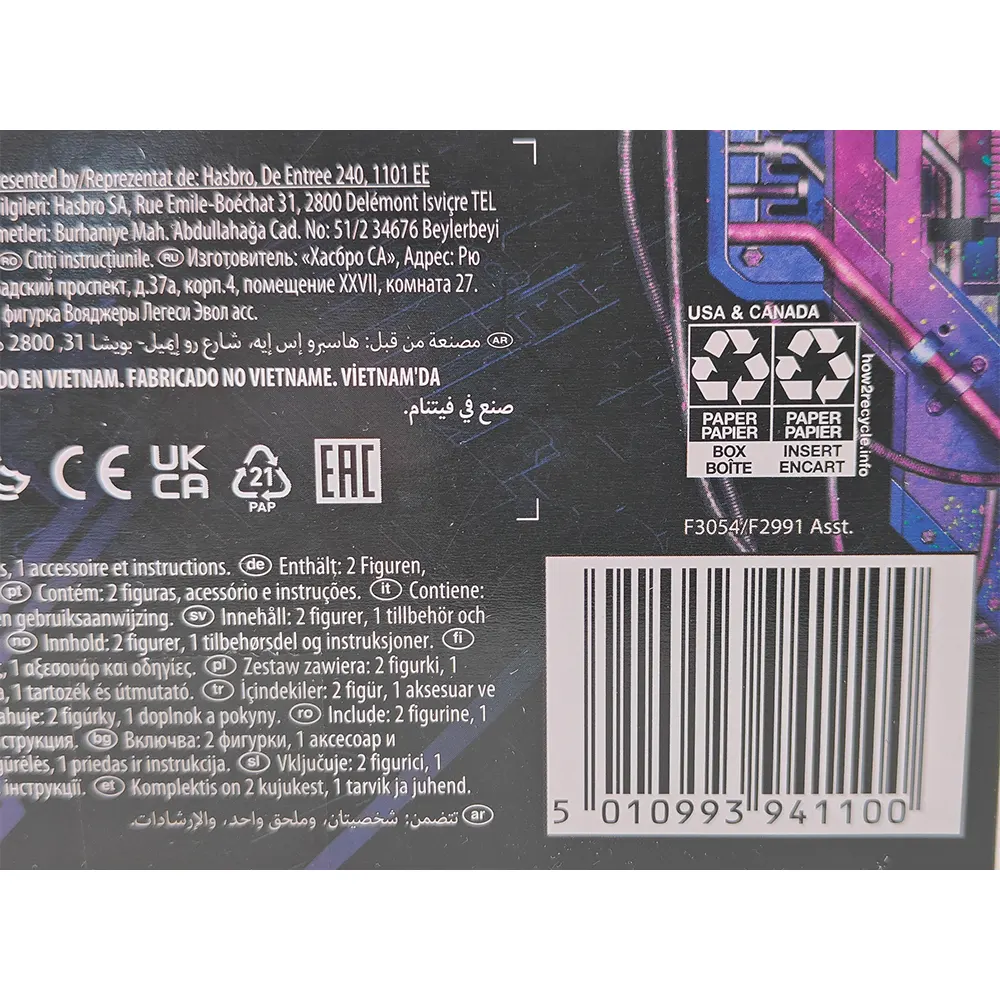 esented by/Reprezentat de: Hasbro, De Entree 240, 1101 EE
ilgileri: Hasbro SA, Rue Emile-Boéchat 31, 2800 Delémont Isviçre TEL
metleri: Burhaniye Mah. Abdullahağa Cad. No: 51/2 34676 Beylerbeyi
RO Citiți instrucțiunile. RU Изготовитель: «Хасбро СА», Адрес: Рю
адский проспект, д.37а, корп.4, помещение XXVII, комната 27.
фигурка Вояджеры Легеси Эвол асс.
AR مصنعة من قبل: هاسبرو إس إيه، شارع رو إيميل- بويشا 31, 2800
DO EN VIETNAM. FABRICADO NO VIETNAME. VİETNAM'DA
صنع في فيتنام.
CE UK CA 21 PAP EAC
USA & CANADA
PAPER PAPIER
BOX BOÎTE
PAPER PAPIER
INSERT ENCART
how2recycle.info
F3054/F2991 Asst.
s, 1 accessoire et instructions. de Enthält: 2 Figuren,
pt Contém: 2 figuras, acessório e instruções. it Contiene:
en gebruiksaanwijzing. sv Innehåll: 2 figurer, 1 tillbehör och
no Innhold: 2 figurer, 1 tilbehørsdel og instruksjoner. fi
, 1 αξεσουάρ και οδηγίες. pl Zestaw zawiera: 2 figurki, 1
a, 1 tartozék és útmutató. tr İçindekiler: 2 figür, 1 aksesuar ve
ahuje: 2 figúrky, 1 doplnok a pokyny. ro Include: 2 figurine, 1
струкция. bg Включва: 2 фигурки, 1 аксесоар и
gūrėlės, 1 priedas ir instrukcija. sl Vključuje: 2 figurici, 1
інструкції. et Komplektis on 2 kujukest, 1 tarvik ja juhend.
ar تتضمن: شخصيتان، وملحق واحد، والإرشادات.
5 010993 941100